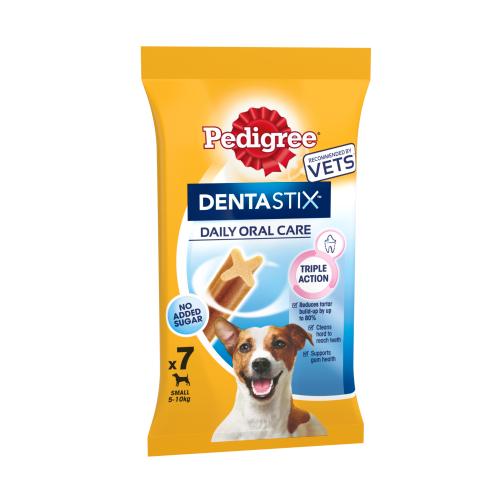 Pedigree
RECOMMENDED BY
VETS
DENTASTIX™
DAILY ORAL CARE
TRIPLE
ACTION
Reduces tartar
build-up by up
to 80%
Cleans
hard to
reach teeth
Supports
gum health
NO
ADDED
SUGAR
x7
SMALL
5-10kg